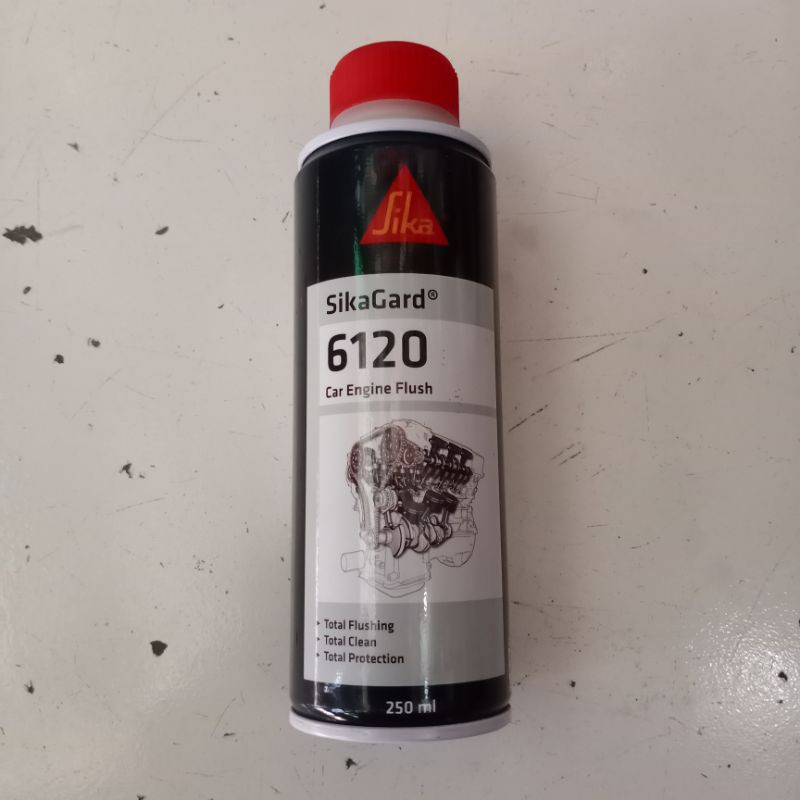 Sika
SikaGard®
6120
Car Engine Flush
Total Flushing
Total Clean
Total Protection
250 ml